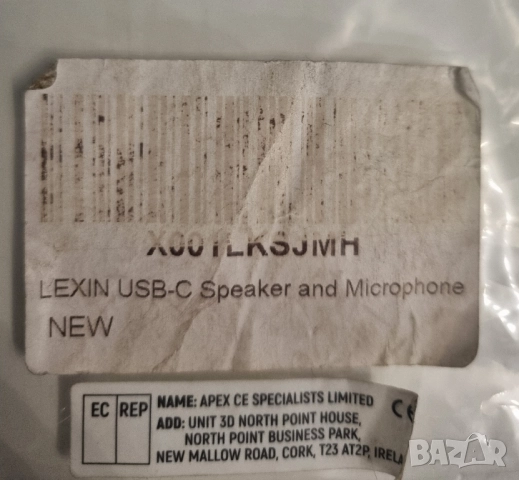 X001LKSJMH
LEXIN USB-C Speaker and Microphone
NEW
EC REP
NAME: APEX CE SPECIALISTS LIMITED
ADD: UNIT 3D NORTH POINT HOUSE,
NORTH POINT BUSINESS PARK,
NEW MALLOW ROAD, CORK, T23 AT2P, IRELA
CE
BAZAR
bg